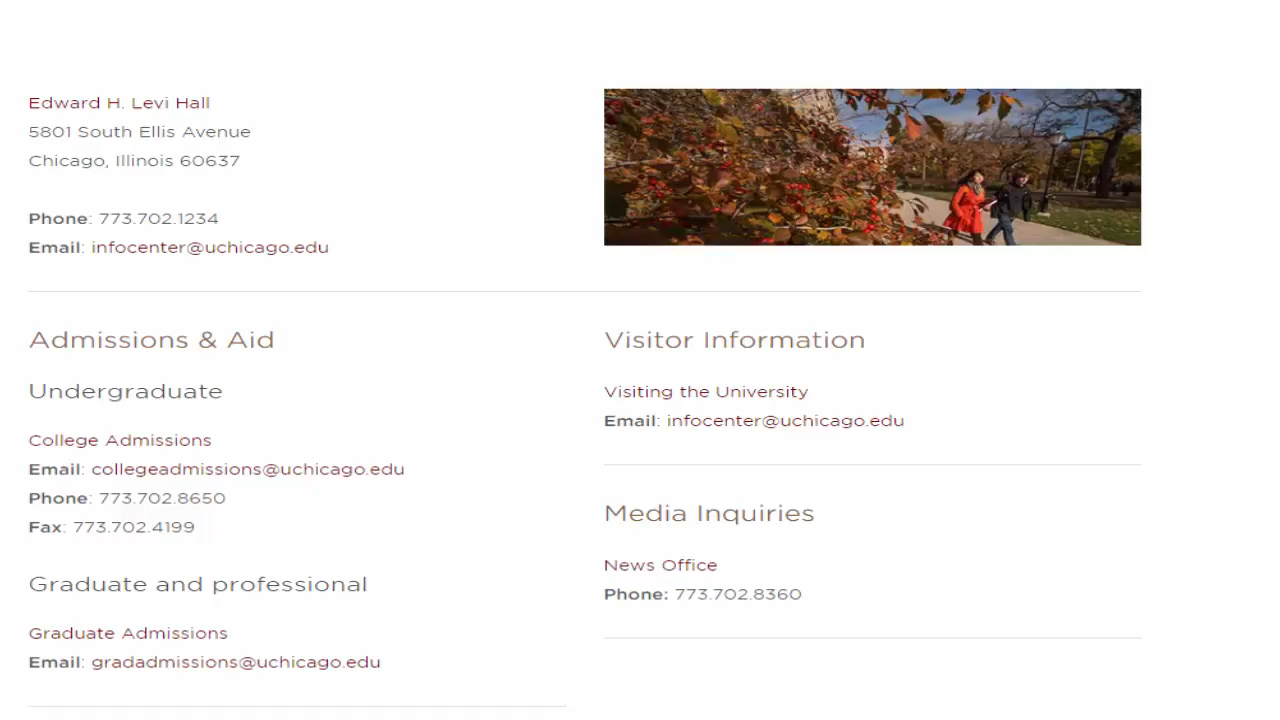 Edward H. Levi Hall
5801 South Ellis Avenue
Chicago, Illinois 60637
Phone: 773.702.1234
Email: infocenter@uchicago.edu
Admissions & Aid
Undergraduate
College Admissions
Email: collegeadmissions@uchicago.edu
Phone: 773.702.8650
Fax: 773.702.4199
Graduate and professional
Graduate Admissions
Email: gradadmissions@uchicago.edu
Visitor Information
Visiting the University
Email: infocenter@uchicago.edu
Media Inquiries
News Office
Phone: 773.702.8360